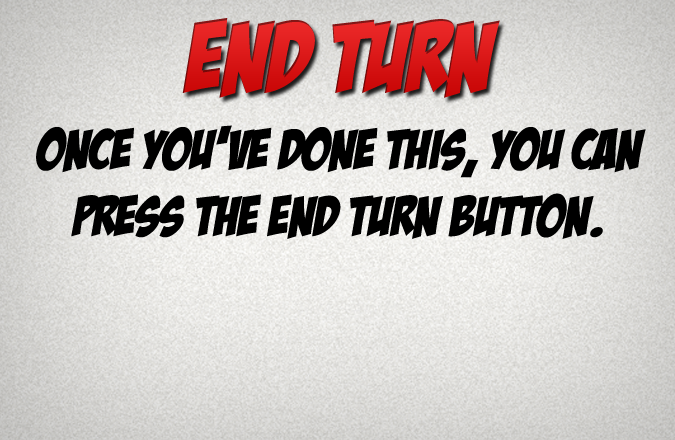 END TURN
ONCE YOU'VE DONE THIS, YOU CAN
PRESS THE END TURN BUTTON.